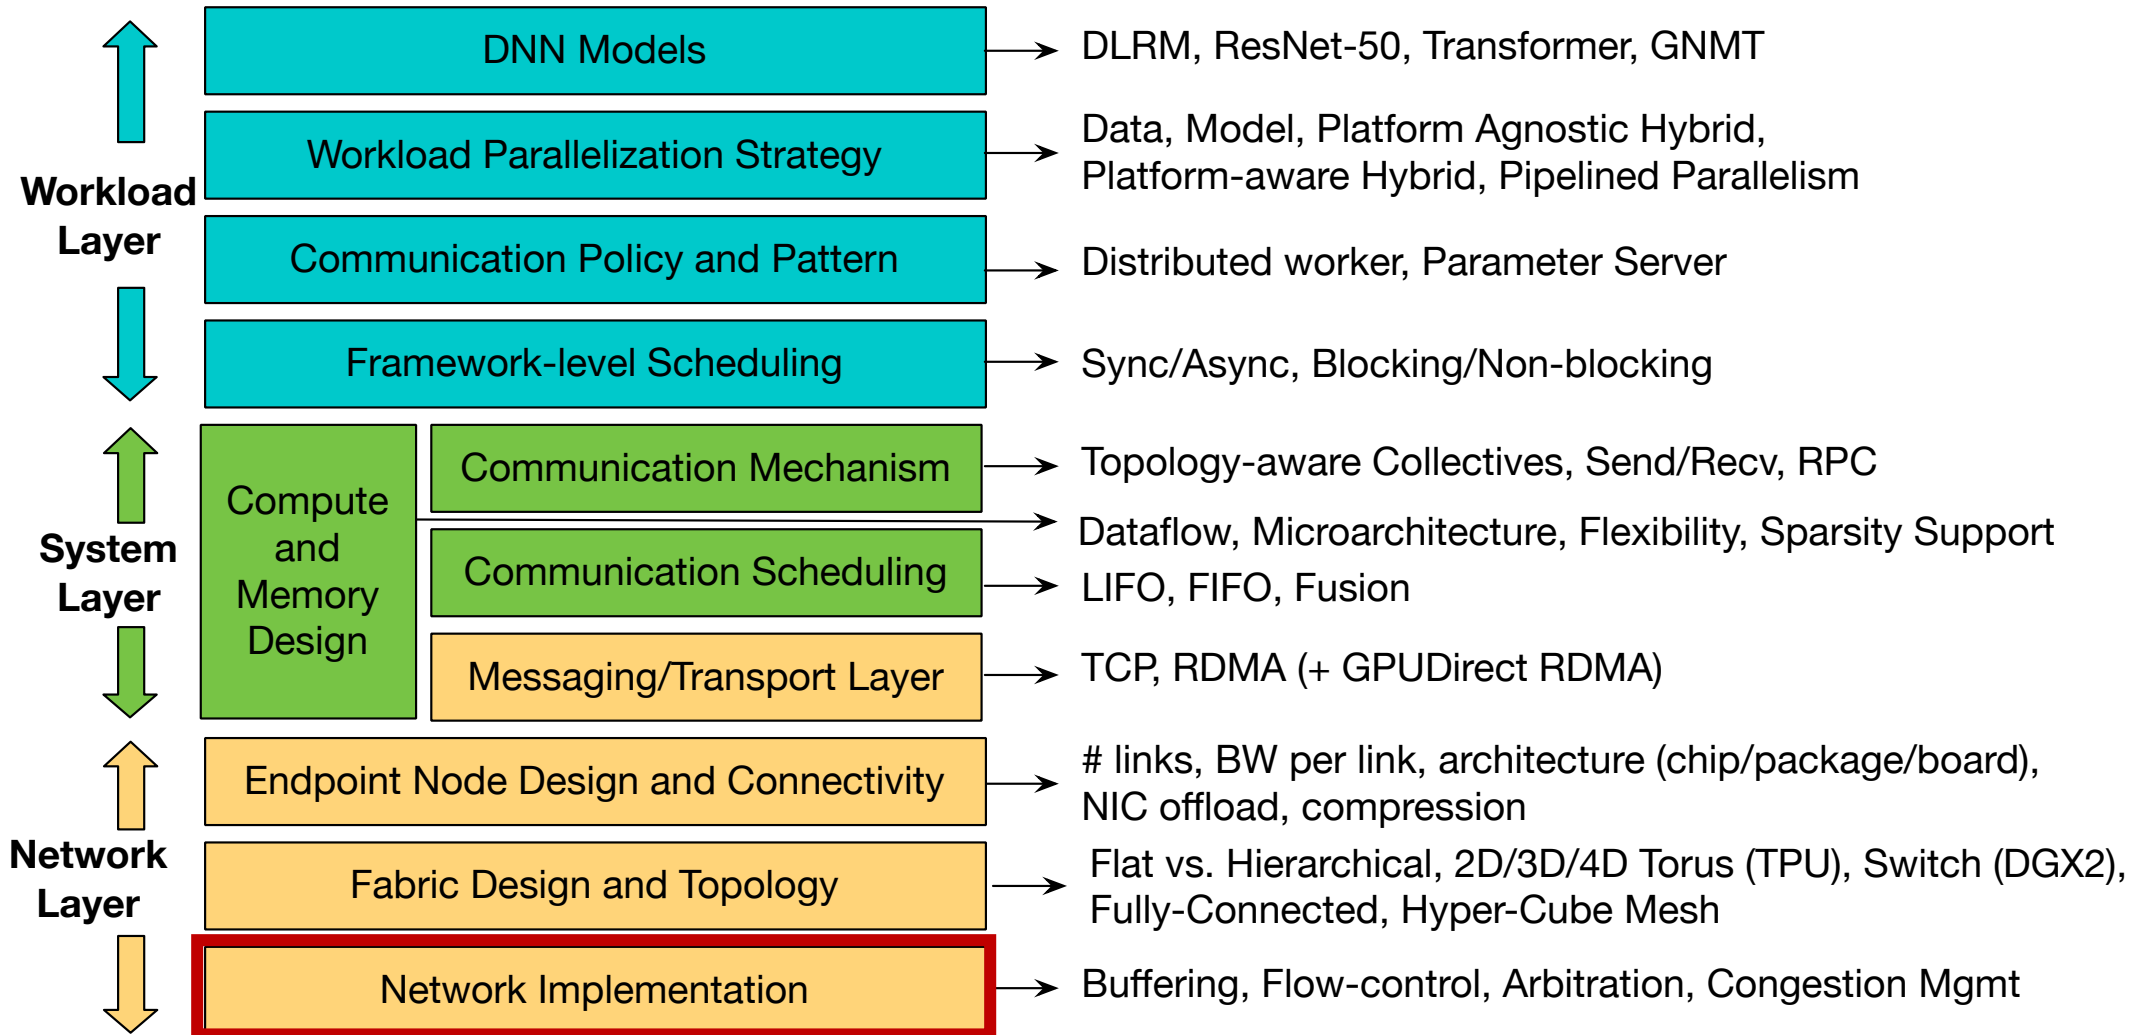 DNN Models
DLRM, ResNet-50, Transformer, GNMT
Workload Parallelization Strategy
Data, Model, Platform Agnostic Hybrid,
Platform-aware Hybrid, Pipelined Parallelism
Workload
Layer
Communication Policy and Pattern
Distributed worker, Parameter Server
Framework-level Scheduling
Sync/Async, Blocking/Non-blocking
System
Layer
Compute
and
Memory
Design
Communication Mechanism
Topology-aware Collectives, Send/Recv, RPC
Dataflow, Microarchitecture, Flexibility, Sparsity Support
Communication Scheduling
LIFO, FIFO, Fusion
Messaging/Transport Layer
TCP, RDMA (+ GPUDirect RDMA)
Network
Layer
Endpoint Node Design and Connectivity
# links, BW per link, architecture (chip/package/board),
NIC offload, compression
Fabric Design and Topology
Flat vs. Hierarchical, 2D/3D/4D Torus (TPU), Switch (DGX2),
Fully-Connected, Hyper-Cube Mesh
Network Implementation
Buffering, Flow-control, Arbitration, Congestion Mgmt